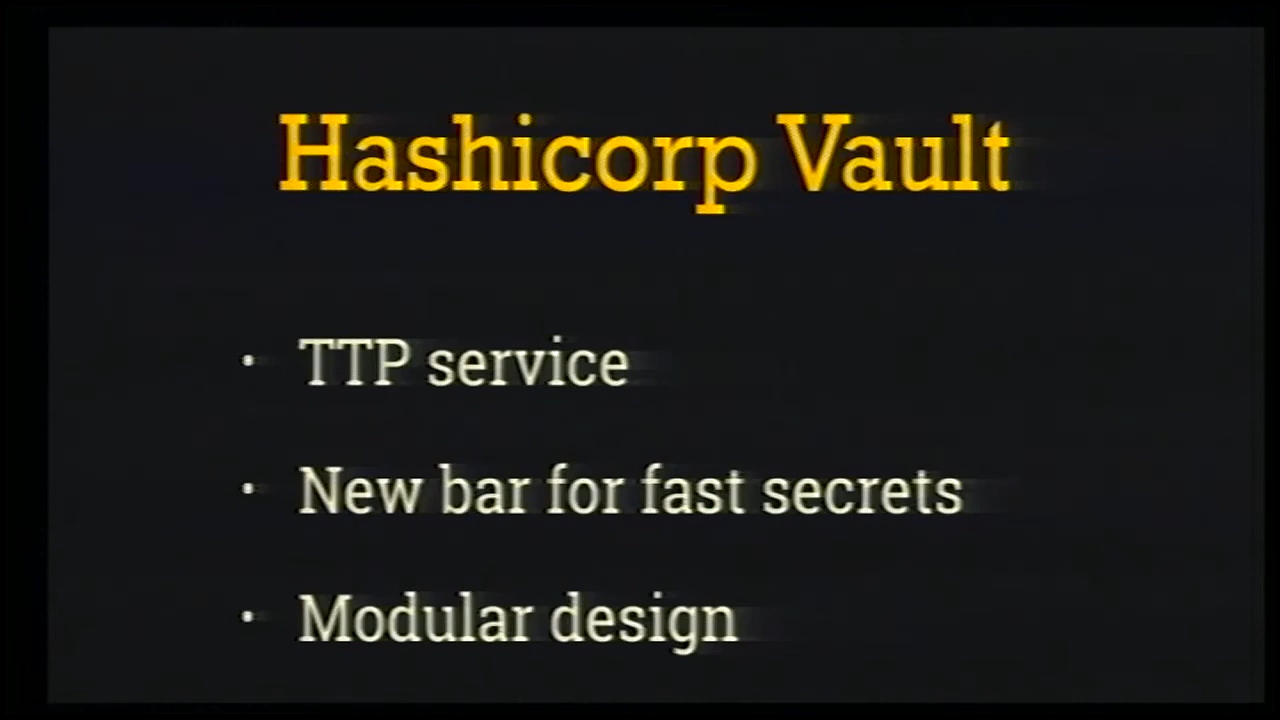 Hashicorp Vault
• TTP service
• New bar for fast secrets
• Modular design